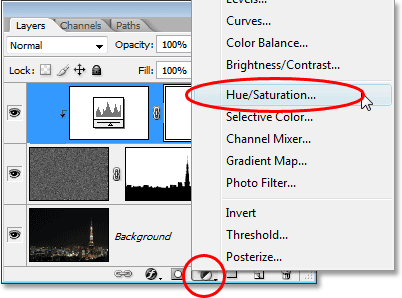 Levels...
Curves...
Color Balance...
Brightness/Contrast...
Hue/Saturation...
Selective Color...
Channel Mixer...
Gradient Map...
Photo Filter...
Invert
Threshold...
Posterize...
Layers Channels Paths
Normal Opacity: 100%
Lock: Fill: 100%
Background